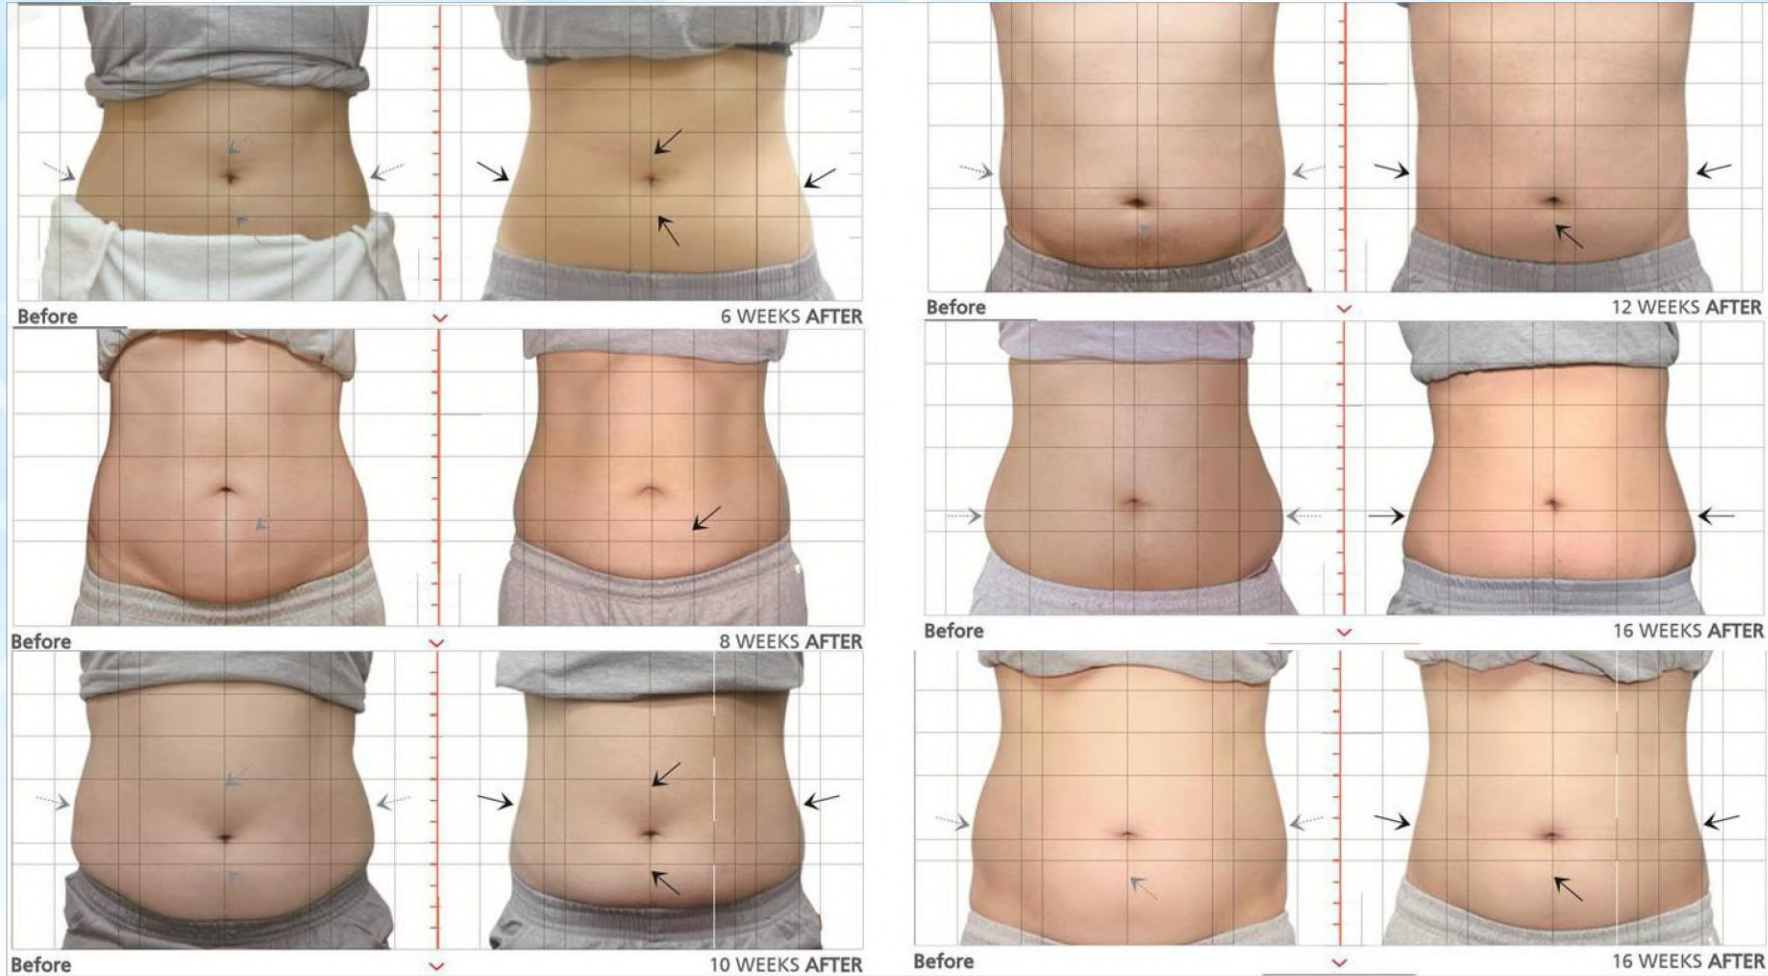 Before
6 WEEKS AFTER
Before
8 WEEKS AFTER
Before
10 WEEKS AFTER
Before
12 WEEKS AFTER
Before
16 WEEKS AFTER
Before
16 WEEKS AFTER